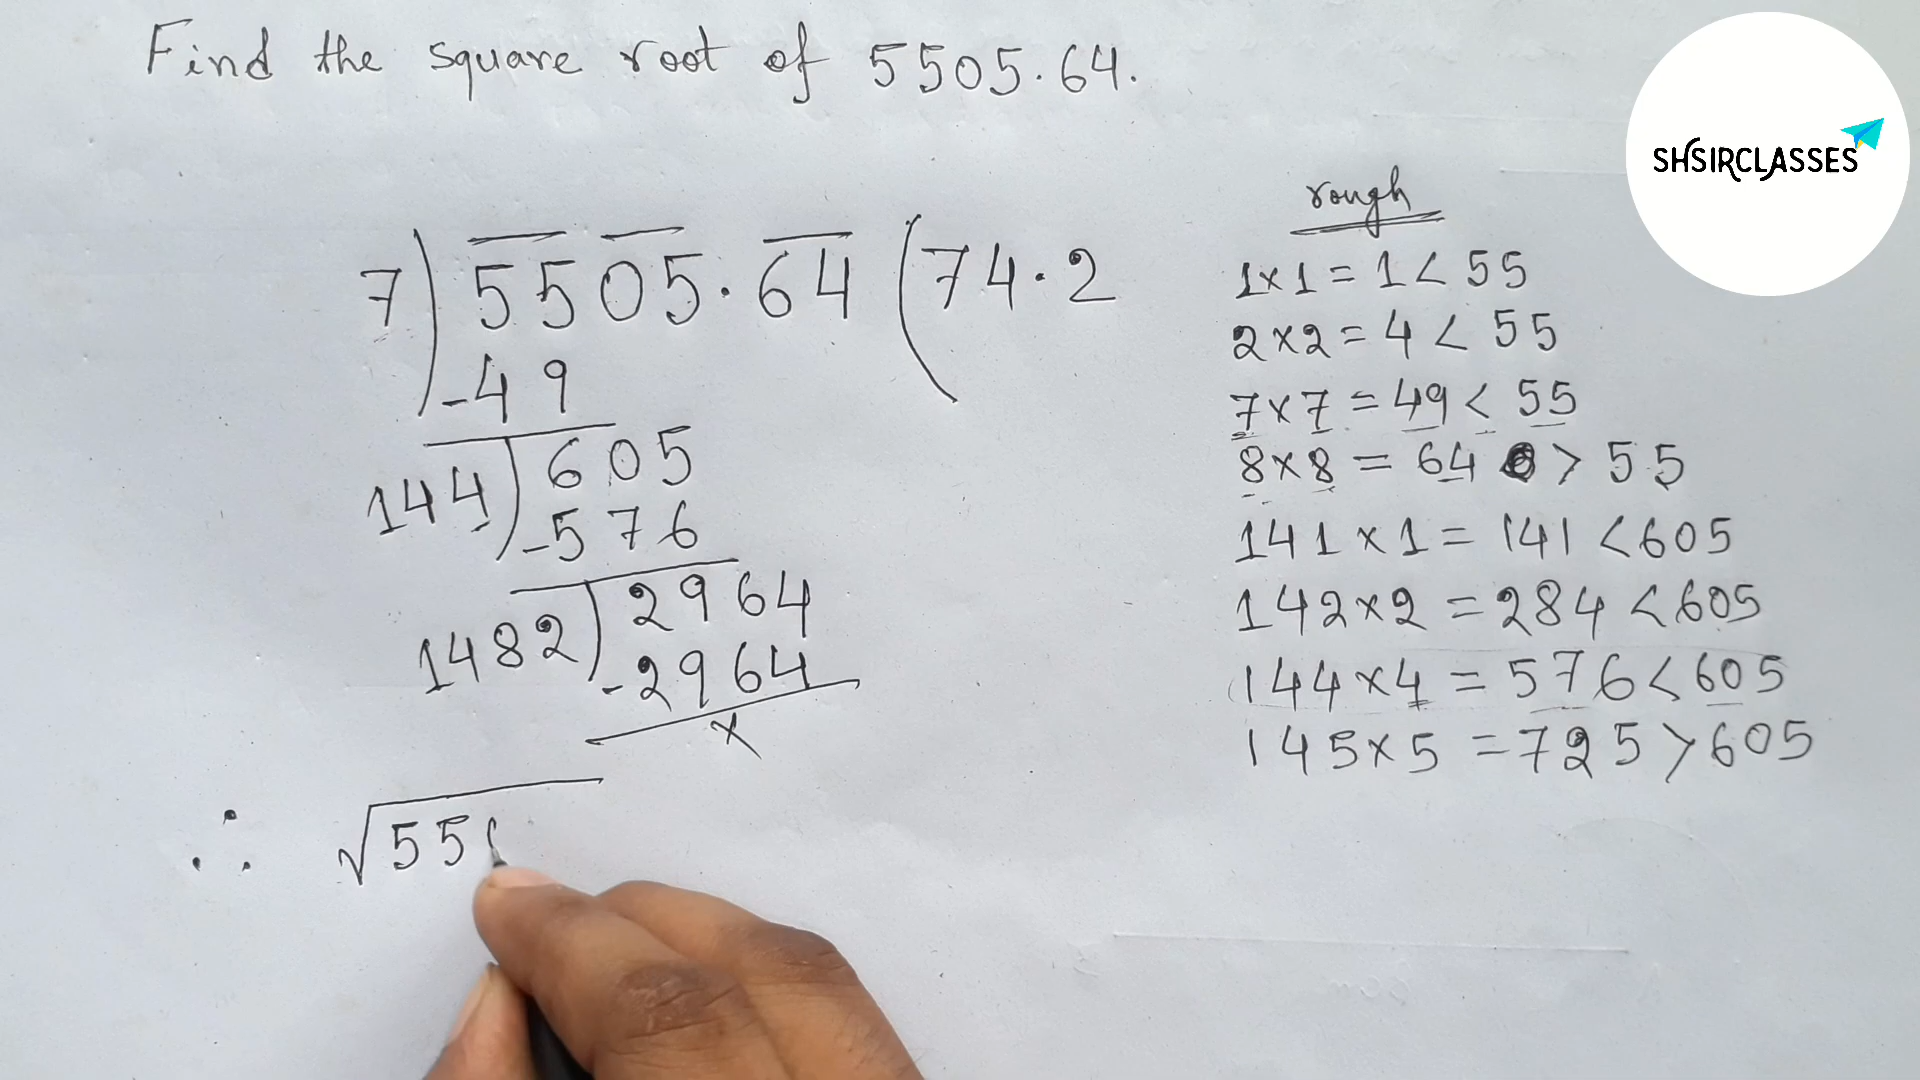 Find the square root of 5505.64.
SHSIRCLASSES
rough
7) 5505.64 (74.2
-49
144) 605
-576
1482) 2964
-2964
x
∴ √550
1×1=1<55
2×2=4<55
7×7=49<55
8×8=64>55
141×1=141<605
142×2=284<605
144×4=576<605
145×5=725>605